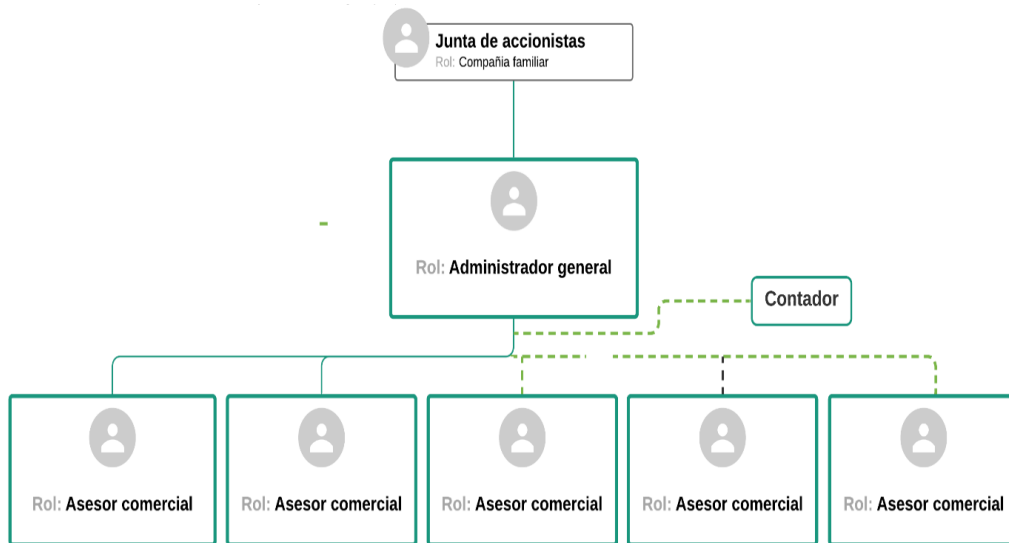 Junta de accionistas
Rol: Compañia familiar
Rol: Administrador general
Contador
Rol: Asesor comercial
Rol: Asesor comercial
Rol: Asesor comercial
Rol: Asesor comercial
Rol: Asesor comercial